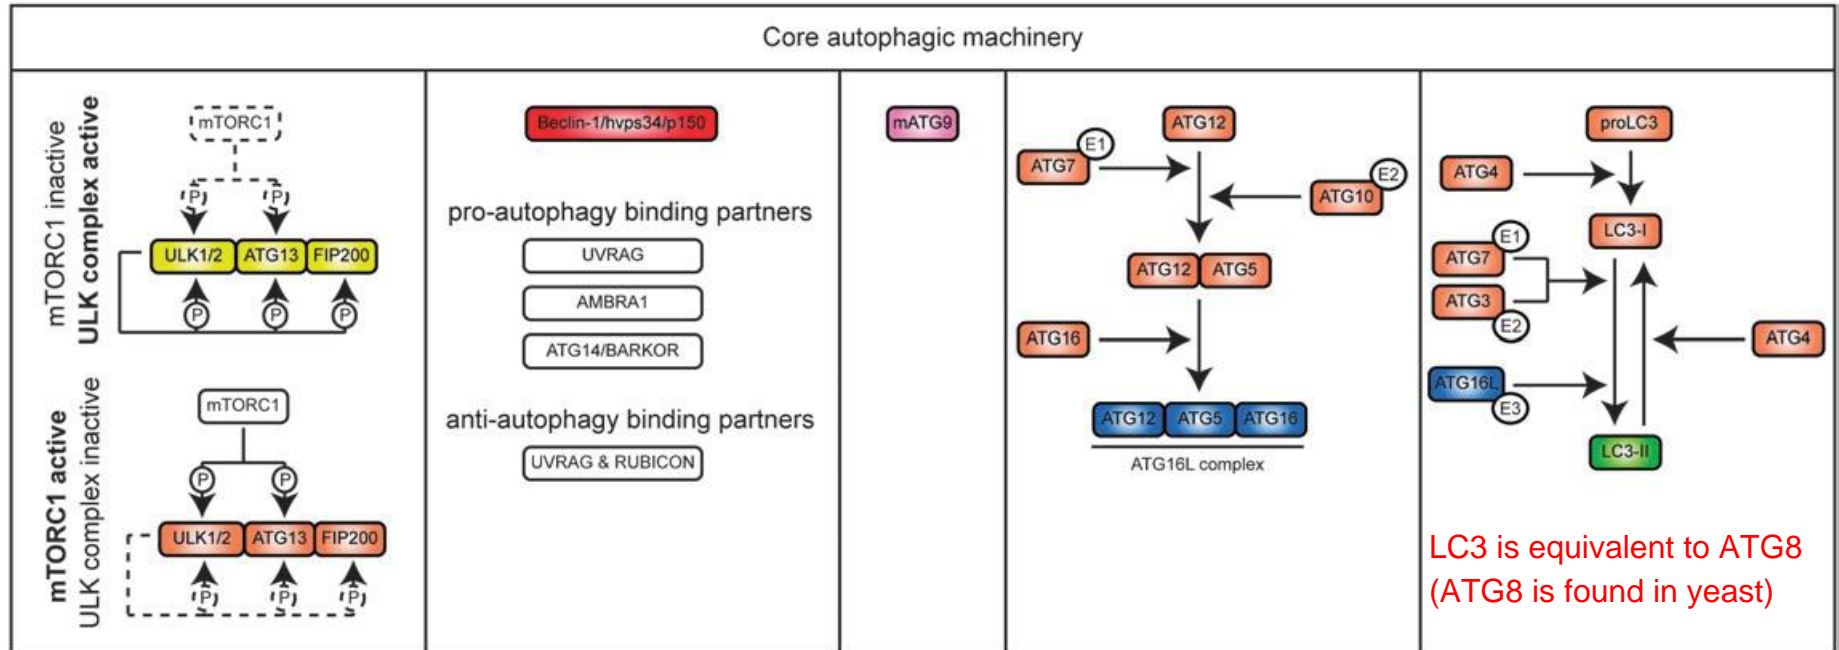 Core autophagic machinery
mTORC1 inactive
ULK complex active
mTORC1
P
P
ULK1/2
ATG13
FIP200
P
P
P
mTORC1 active
ULK complex inactive
mTORC1
P
P
ULK1/2
ATG13
FIP200
P
P
P
Beclin-1/hvps34/p150
pro-autophagy binding partners
UVRAG
AMBRA1
ATG14/BARKOR
anti-autophagy binding partners
UVRAG & RUBICON
mATG9
ATG12
E1
ATG7
E2
ATG10
ATG12
ATG5
ATG16
ATG12
ATG5
ATG16
ATG16L complex
proLC3
ATG4
LC3-I
E1
ATG7
ATG3
E2
ATG4
ATG16L
E3
LC3-II
LC3 is equivalent to ATG8
(ATG8 is found in yeast)